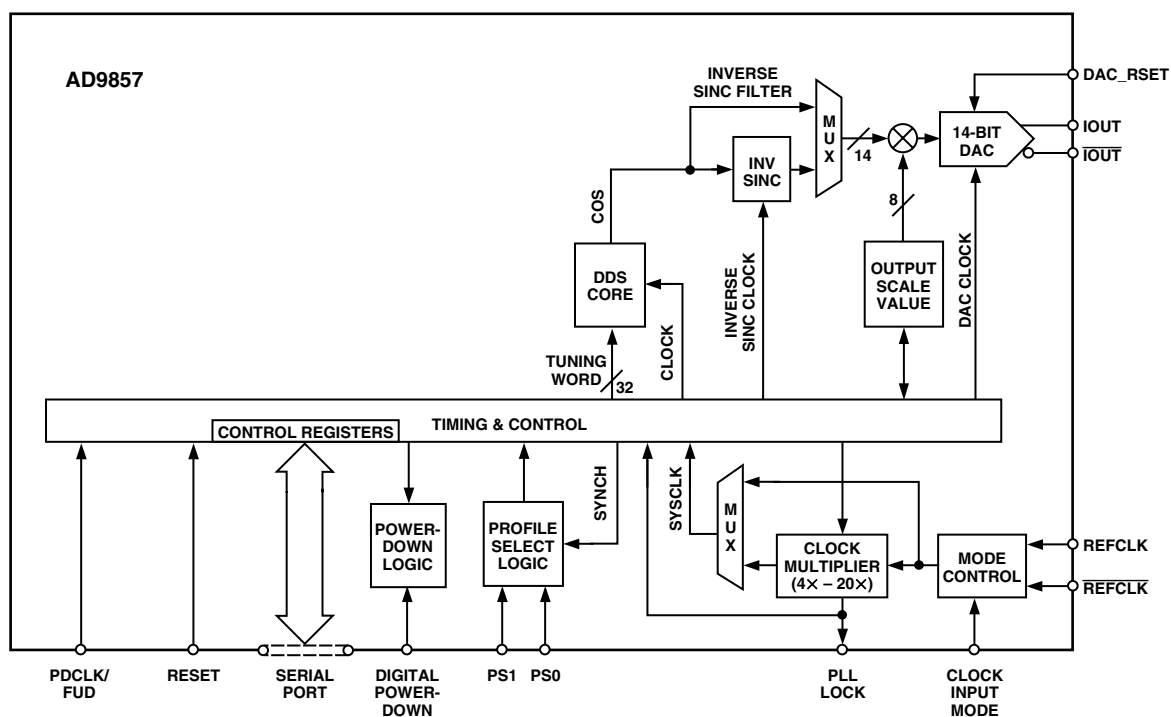 AD9857
INVERSE
SINC FILTER
MUX
14
14-BIT
DAC
DAC_RSET
IOUT
IOUT
INV
SINC
8
COS
DDS
CORE
INVERSE
SINC CLOCK
OUTPUT
SCALE
VALUE
DAC CLOCK
CLOCK
TUNING
WORD
32
TIMING & CONTROL
CONTROL REGISTERS
SYNCH
SYSCLK
MUX
POWER-
DOWN
LOGIC
PROFILE
SELECT
LOGIC
CLOCK
MULTIPLIER
(4× – 20×)
MODE
CONTROL
REFCLK
REFCLK
PDCLK/
FUD
RESET
SERIAL
PORT
DIGITAL
POWER-
DOWN
PS1
PS0
PLL
LOCK
CLOCK
INPUT
MODE